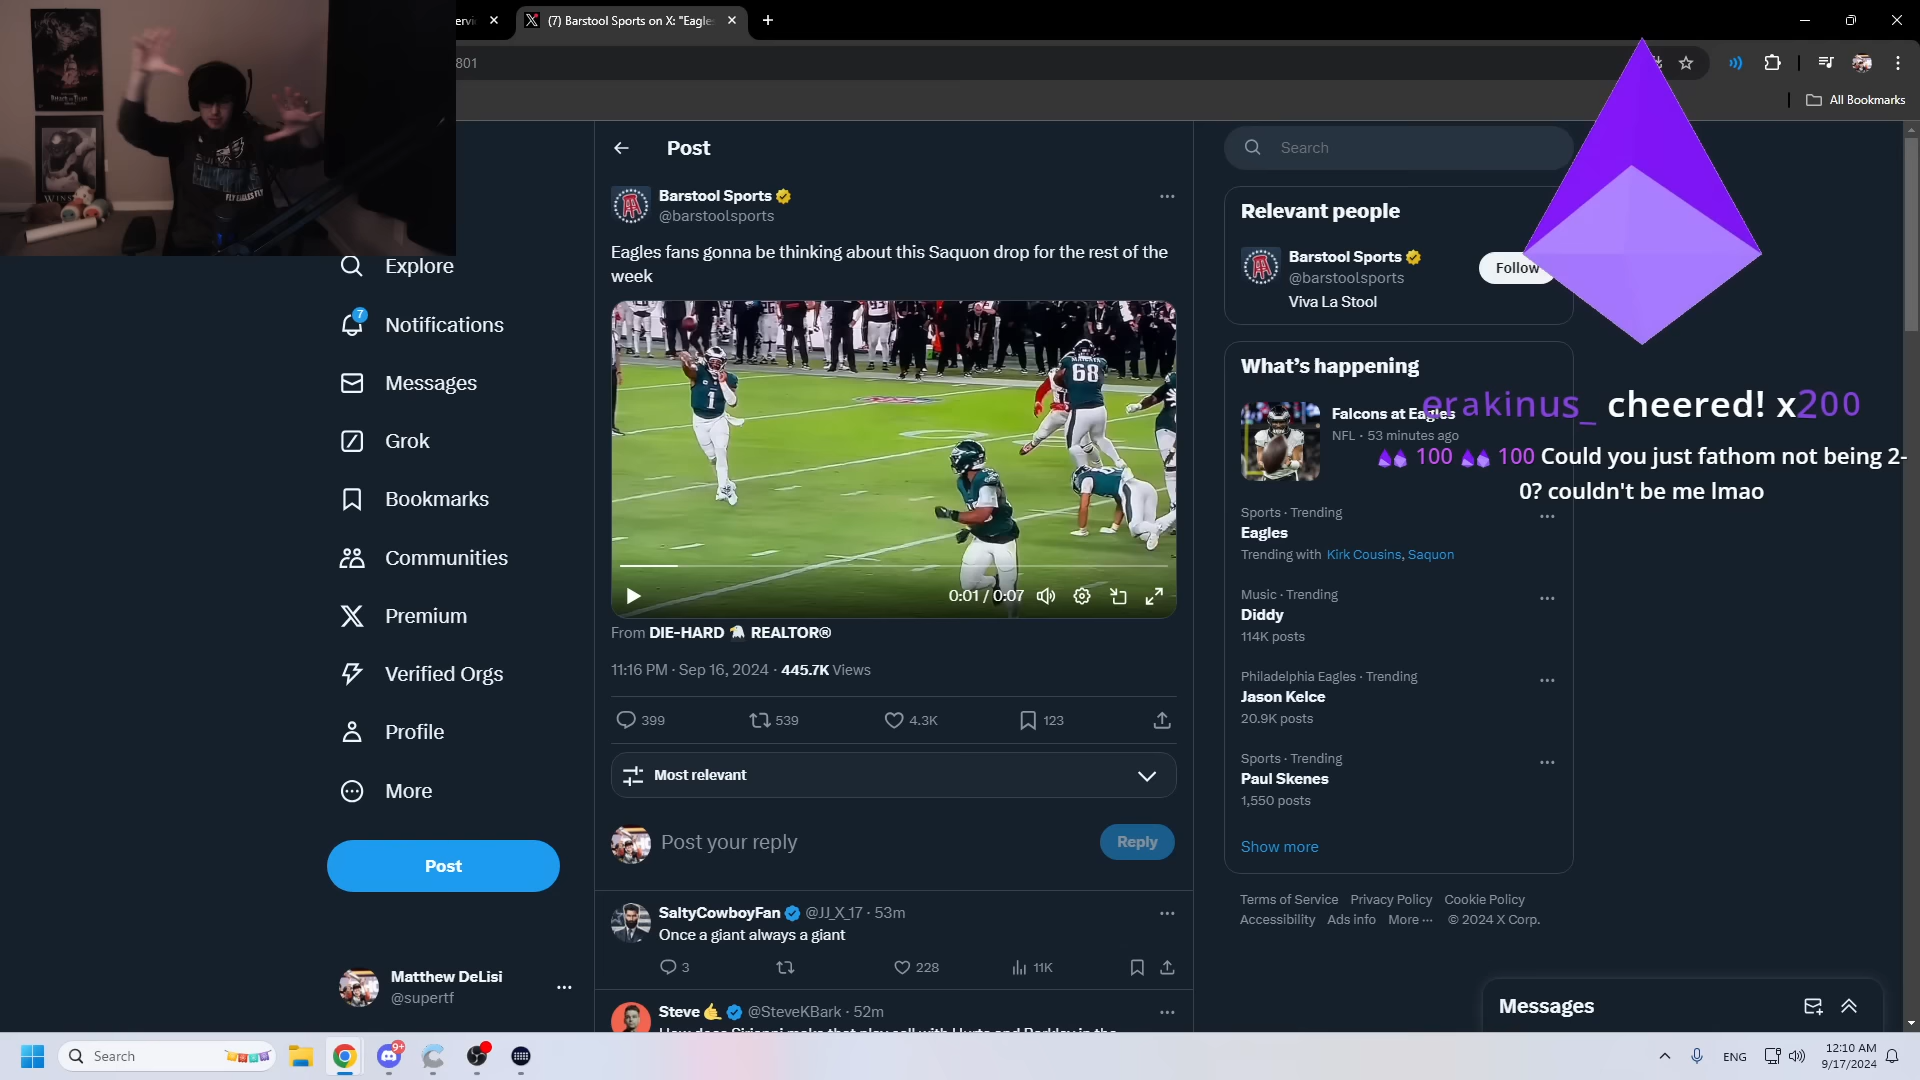 (7) Barstool Sports on X: "Eagle
801
All Bookmarks
FLY EAGLES FLY
Explore
7
Notifications
Messages
Grok
Bookmarks
Communities
Premium
Verified Orgs
Profile
More
Post
Matthew DeLisi
@supertf
Post
Barstool Sports
@barstoolsports
Eagles fans gonna be thinking about this Saquon drop for the rest of the
week
1
68
0:01 / 0:07
From DIE-HARD 🦅 REALTOR®
11:16 PM · Sep 16, 2024 · 445.7K Views
399
539
4.3K
123
Most relevant
Post your reply
Reply
SaltyCowboyFan @JJ_X_17 · 53m
Once a giant always a giant
3
228
11K
Steve 🤙 @SteveKBark · 52m
Search
Relevant people
Barstool Sports
@barstoolsports
Follow
Viva La Stool
What's happening
Falcons at Eagles
NFL · 53 minutes ago
erakinus_ cheered! x200
100 100 Could you just fathom not being 2-
0? couldn't be me lmao
Sports · Trending
Eagles
Trending with Kirk Cousins, Saquon
Music · Trending
Diddy
114K posts
Philadelphia Eagles · Trending
Jason Kelce
20.9K posts
Sports · Trending
Paul Skenes
1,550 posts
Show more
Terms of Service Privacy Policy Cookie Policy
Accessibility Ads info More ··· © 2024 X Corp.
Messages
Search
9+
ENG
12:10 AM
9/17/2024